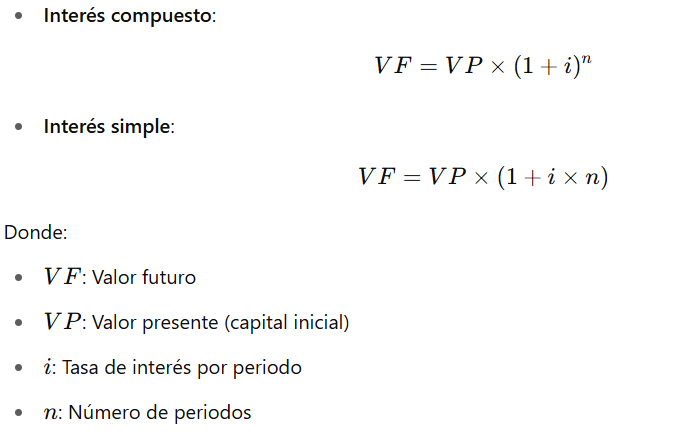 • Interés compuesto:
VF = VP × (1 + i)ⁿ
• Interés simple:
VF = VP × (1 + i × n)
Donde:
• VF: Valor futuro
• VP: Valor presente (capital inicial)
• i: Tasa de interés por periodo
• n: Número de periodos